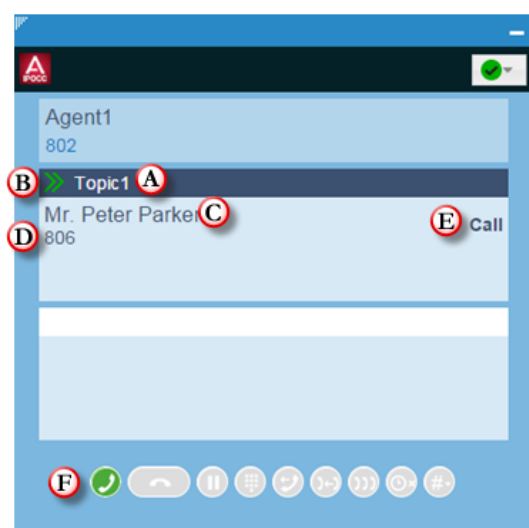 IPOCC
Agent1
802
B Topic1 A
Mr. Peter Parker C
D 806
E Call
F #